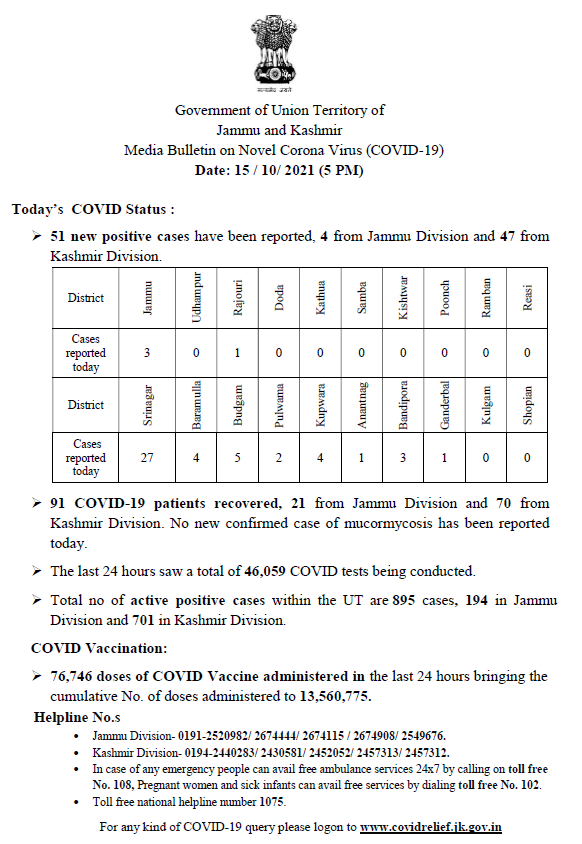 सत्यमेव जयते
Government of Union Territory of
Jammu and Kashmir
Media Bulletin on Novel Corona Virus (COVID-19)
Date: 15 / 10/ 2021 (5 PM)
Today's COVID Status :
➢ 51 new positive cases have been reported, 4 from Jammu Division and 47 from
Kashmir Division.
District Jammu Udhampur Rajouri Doda Kathua Samba Kishtwar Poonch Ramban Reasi
Cases
reported
today
3 0 1 0 0 0 0 0 0 0
District Srinagar Baramulla Budgam Pulwama Kupwara Anantnag Bandipora Ganderbal Kulgam Shopian
Cases
reported
today
27 4 5 2 4 1 3 1 0 0
➢ 91 COVID-19 patients recovered, 21 from Jammu Division and 70 from
Kashmir Division. No new confirmed case of mucormycosis has been reported
today.
➢ The last 24 hours saw a total of 46,059 COVID tests being conducted.
➢ Total no of active positive cases within the UT are 895 cases, 194 in Jammu
Division and 701 in Kashmir Division.
COVID Vaccination:
➢ 76,746 doses of COVID Vaccine administered in the last 24 hours bringing the
cumulative No. of doses administered to 13,560,775.
Helpline No.s
• Jammu Division- 0191-2520982/ 2674444/ 2674115 / 2674908/ 2549676.
• Kashmir Division- 0194-2440283/ 2430581/ 2452052/ 2457313/ 2457312.
• In case of any emergency people can avail free ambulance services 24x7 by calling on toll free
No. 108, Pregnant women and sick infants can avail free services by dialing toll free No. 102.
• Toll free national helpline number 1075.
For any kind of COVID-19 query please logon to www.covidrelief.jk.gov.in